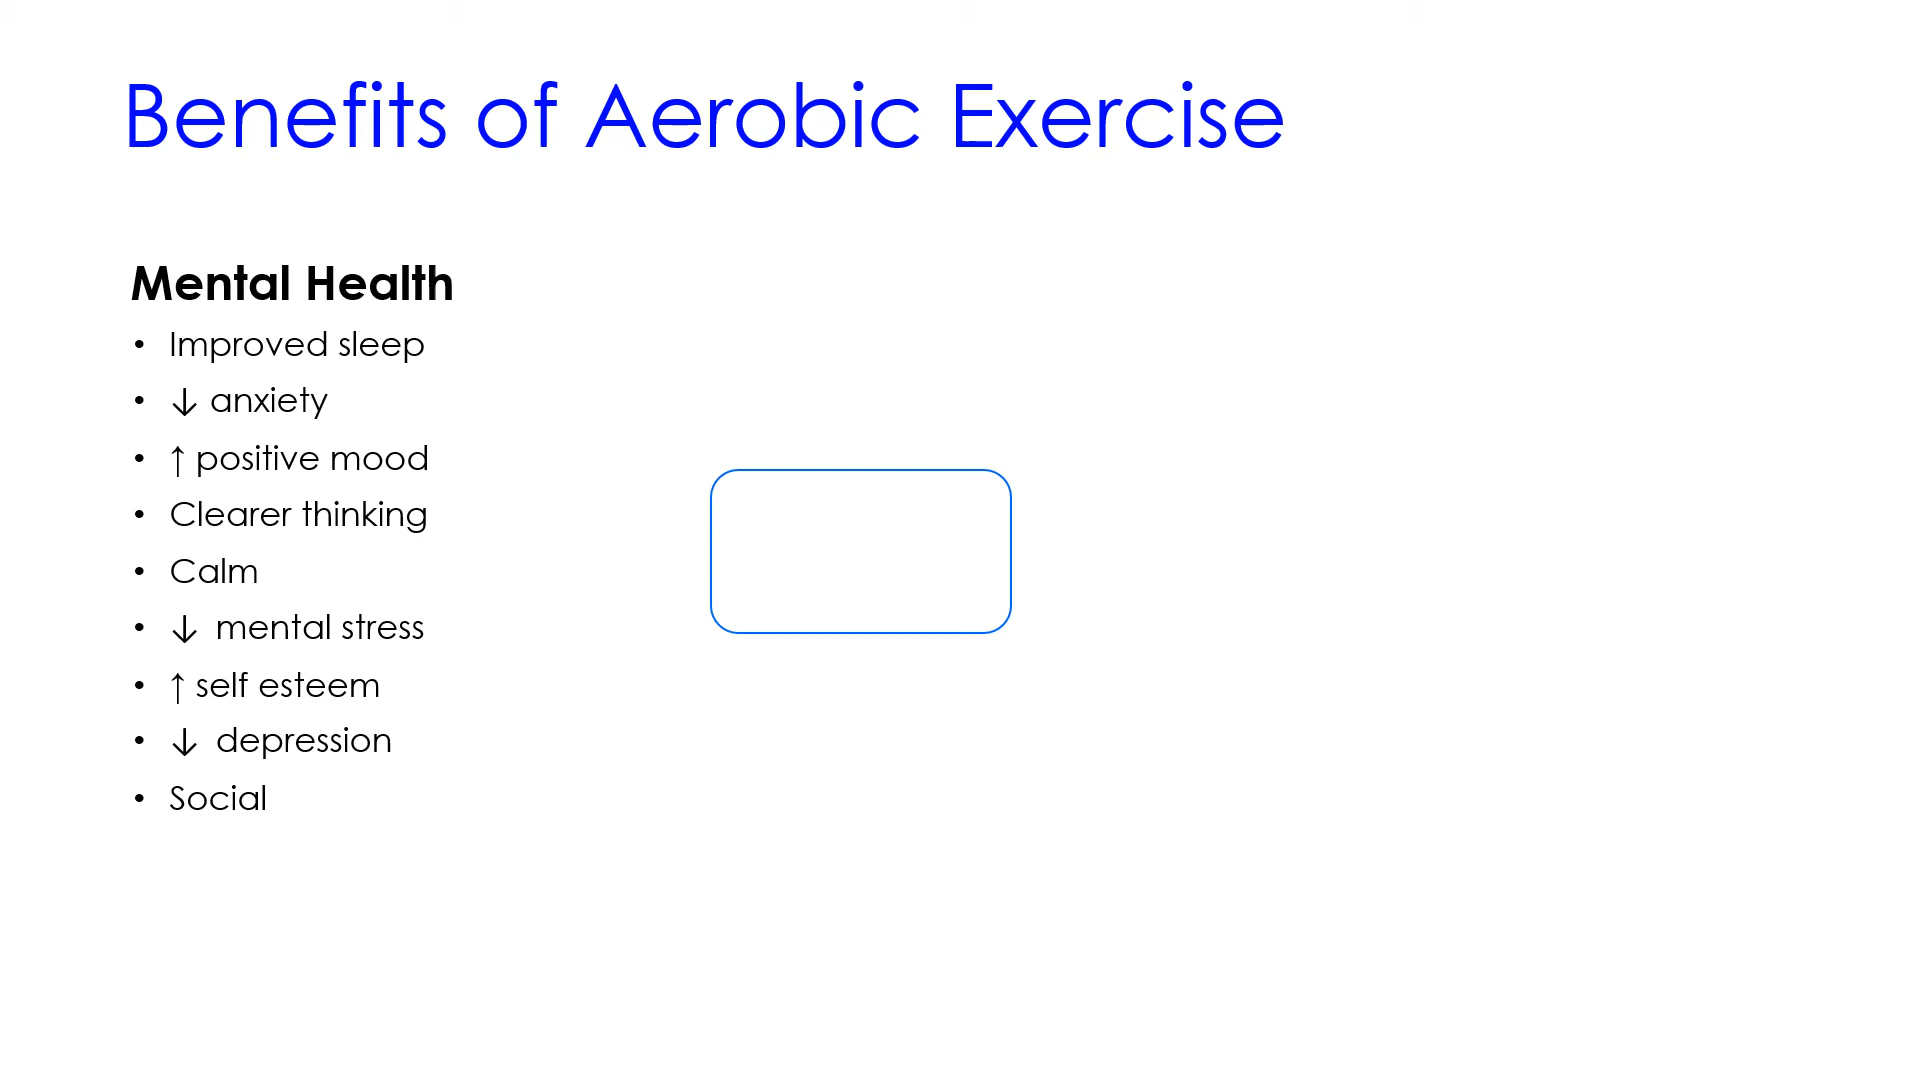 Benefits of Aerobic Exercise
Mental Health
• Improved sleep
• ↓ anxiety
• ↑ positive mood
• Clearer thinking
• Calm
• ↓ mental stress
• ↑ self esteem
• ↓ depression
• Social